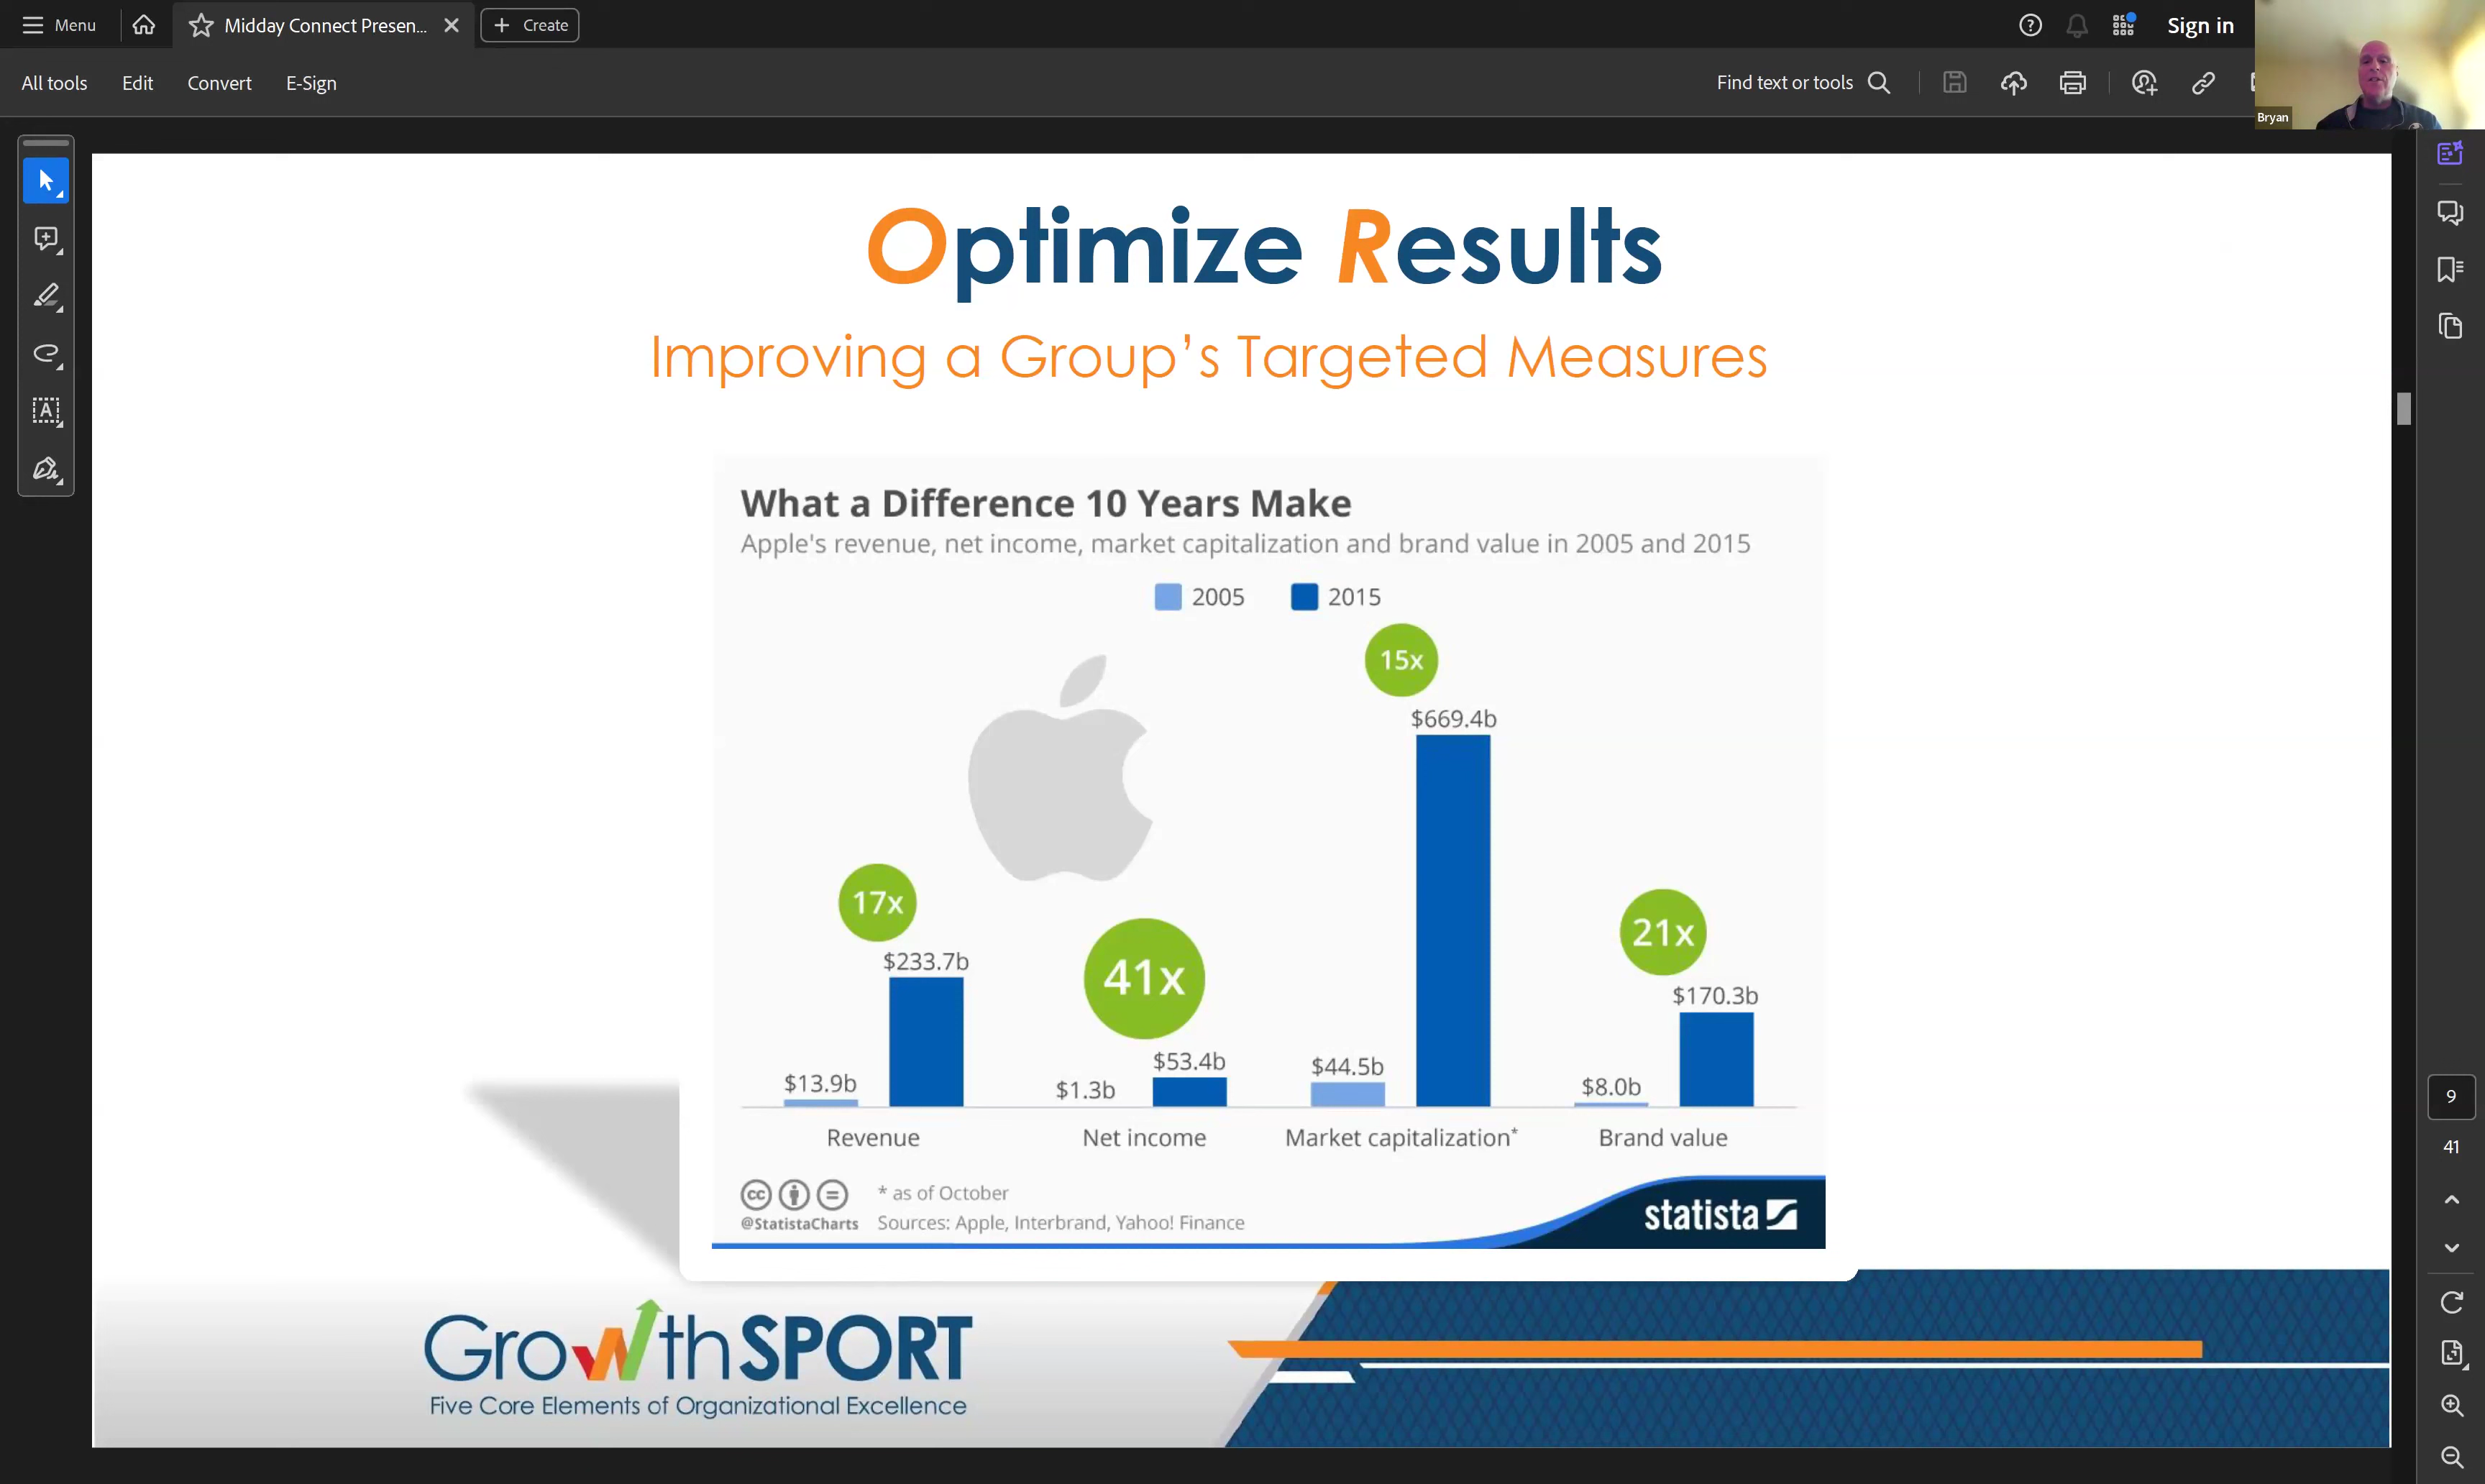 Menu
Midday Connect Presen...
Create
Sign in
All tools
Edit
Convert
E-Sign
Find text or tools
Bryan
Optimize Results
Improving a Group's Targeted Measures
What a Difference 10 Years Make
Apple's revenue, net income, market capitalization and brand value in 2005 and 2015
2005 2015
15x
$669.4b
17x
$233.7b
41x
21x
$170.3b
$13.9b
$1.3b
$53.4b
$44.5b
$8.0b
Revenue
Net income
Market capitalization*
Brand value
* as of October
@StatistaCharts
Sources: Apple, Interbrand, Yahoo! Finance
statista
GrowthSPORT
Five Core Elements of Organizational Excellence
9
41